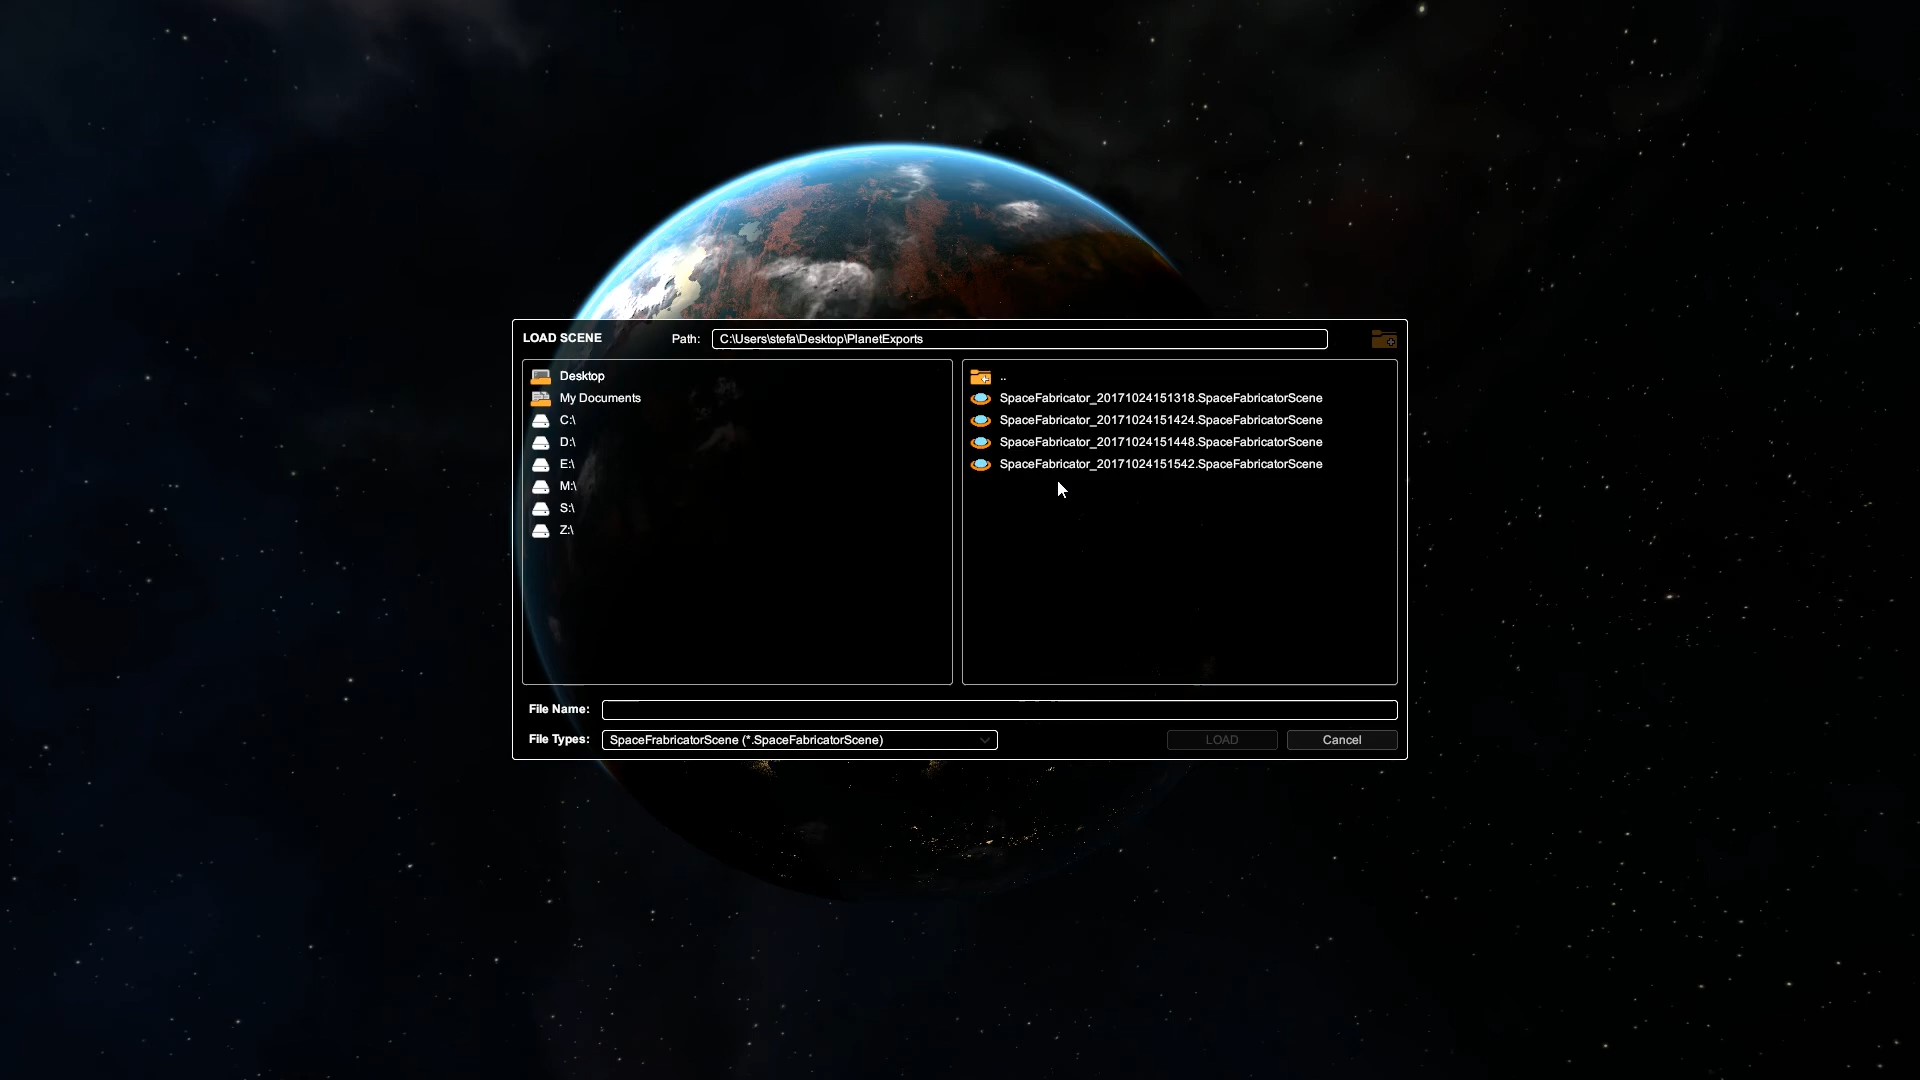 LOAD SCENE
Path: C:\Users\stefa\Desktop\PlanetExports
Desktop
My Documents
C:\
D:\
E:\
M:\
S:\
Z:\
..
SpaceFabricator_20171024151318.SpaceFabricatorScene
SpaceFabricator_20171024151424.SpaceFabricatorScene
SpaceFabricator_20171024151448.SpaceFabricatorScene
SpaceFabricator_20171024151542.SpaceFabricatorScene
File Name:
File Types: SpaceFrabricatorScene (*.SpaceFabricatorScene)
LOAD Cancel